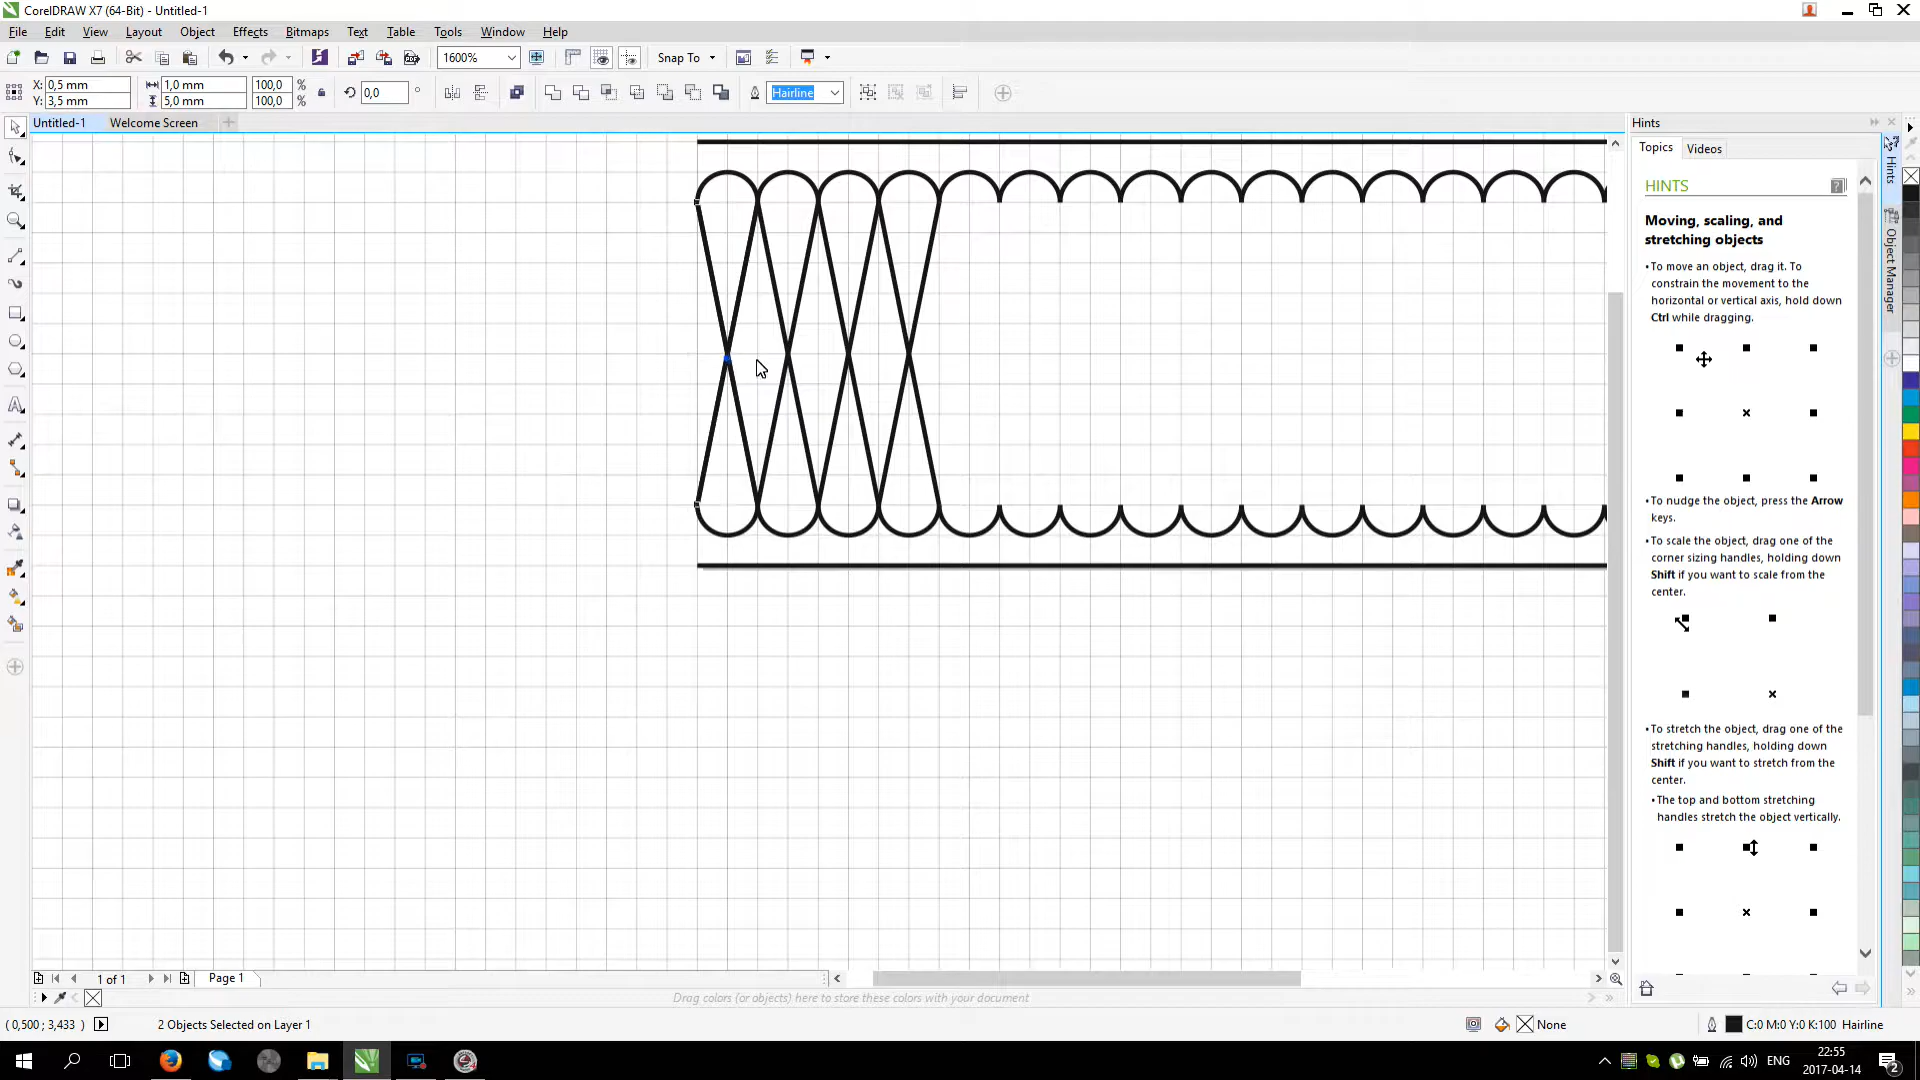 CorelDRAW X7 (64-Bit) - Untitled-1
File Edit View Layout Object Effects Bitmaps Text Table Tools Window Help
1600% Snap To
X: 0,5 mm 1,0 mm 100,0 %
Y: 3,5 mm 5,0 mm 100,0 %
0,0 °
Hairline
Untitled-1 Welcome Screen
Hints
Topics Videos
HINTS
Moving, scaling, and
stretching objects
•To move an object, drag it. To
constrain the movement to the
horizontal or vertical axis, hold down
Ctrl while dragging.
•To nudge the object, press the Arrow
keys.
•To scale the object, drag one of the
corner sizing handles, holding down
Shift if you want to scale from the
center.
•To stretch the object, drag one of the
stretching handles, holding down
Shift if you want to stretch from the
center.
•The top and bottom stretching
handles stretch the object vertically.
Hints
Object Manager
1 of 1 Page 1
Drag colors (or objects) here to store these colors with your document
( 0,500 ; 3,433 ) 2 Objects Selected on Layer 1 None C:0 M:0 Y:0 K:100 Hairline
ENG 22:55
2017-04-14 2